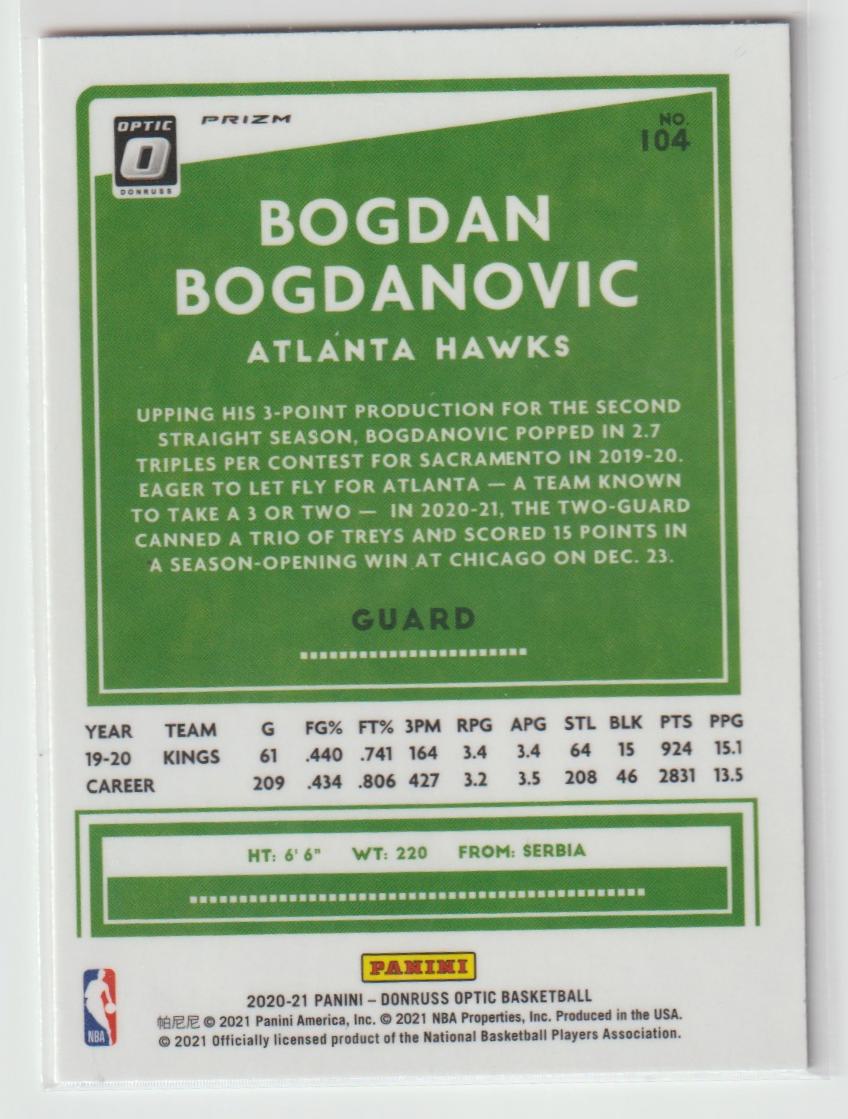 OPTIC
O
DONRUSS
PRIZM
NO.
104
BOGDAN
BOGDANOVIC
ATLANTA HAWKS
UPPING HIS 3-POINT PRODUCTION FOR THE SECOND
STRAIGHT SEASON, BOGDANOVIC POPPED IN 2.7
TRIPLES PER CONTEST FOR SACRAMENTO IN 2019-20.
EAGER TO LET FLY FOR ATLANTA — A TEAM KNOWN
TO TAKE A 3 OR TWO — IN 2020-21, THE TWO-GUARD
CANNED A TRIO OF TREYS AND SCORED 15 POINTS IN
A SEASON-OPENING WIN AT CHICAGO ON DEC. 23.
GUARD
YEAR TEAM G FG% FT% 3PM RPG APG STL BLK PTS PPG
19-20 KINGS 61 .440 .741 164 3.4 3.4 64 15 924 15.1
CAREER 209 .434 .806 427 3.2 3.5 208 46 2831 13.5
HT: 6' 6" WT: 220 FROM: SERBIA
PANINI
NBA
2020-21 PANINI – DONRUSS OPTIC BASKETBALL
帕尼尼 © 2021 Panini America, Inc. © 2021 NBA Properties, Inc. Produced in the USA.
© 2021 Officially licensed product of the National Basketball Players Association.